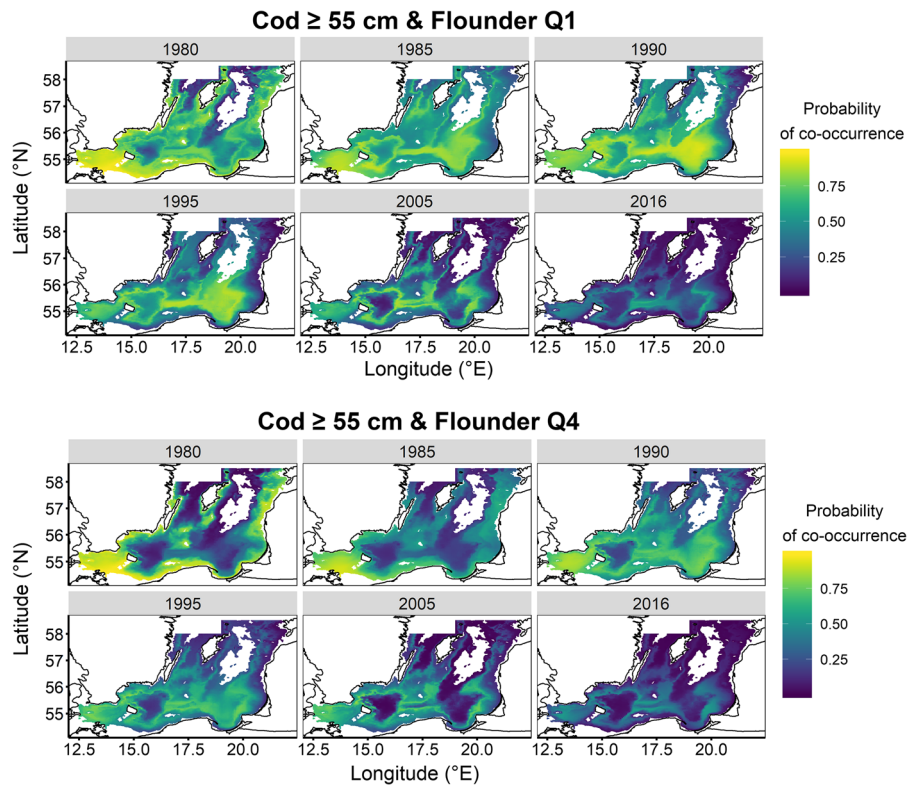 Cod ≥ 55 cm & Flounder Q1
1980 1985 1990
58
57
56
55
1995 2005 2016
58
57
56
55
12.5 15.0 17.5 20.0 12.5 15.0 17.5 20.0 12.5 15.0 17.5 20.0
Latitude (°N)
Longitude (°E)
Probability
of co-occurrence
0.75
0.50
0.25
Cod ≥ 55 cm & Flounder Q4
1980 1985 1990
58
57
56
55
1995 2005 2016
58
57
56
55
12.5 15.0 17.5 20.0 12.5 15.0 17.5 20.0 12.5 15.0 17.5 20.0
Latitude (°N)
Longitude (°E)
Probability
of co-occurrence
0.75
0.50
0.25